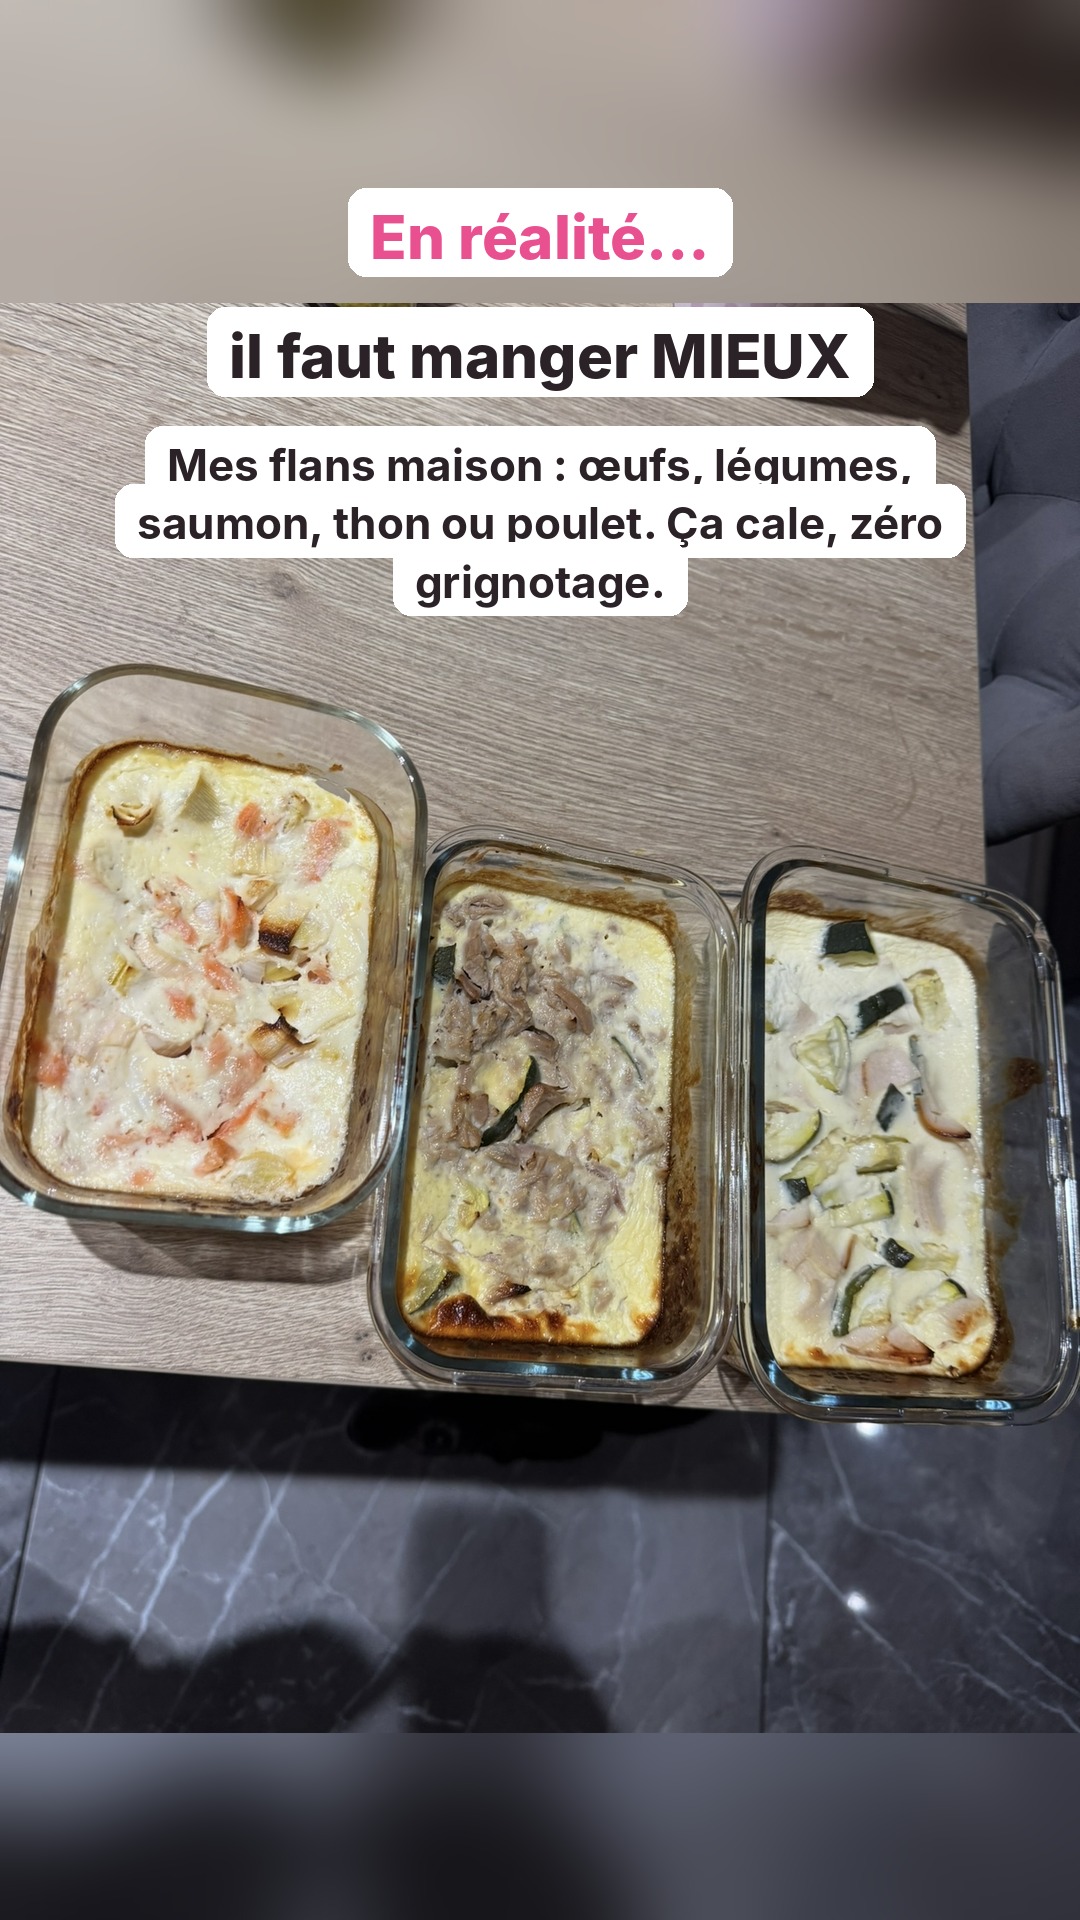 En réalité...
il faut manger MIEUX
Mes flans maison : œufs, légumes,
saumon, thon ou poulet. Ça cale, zéro
grignotage.